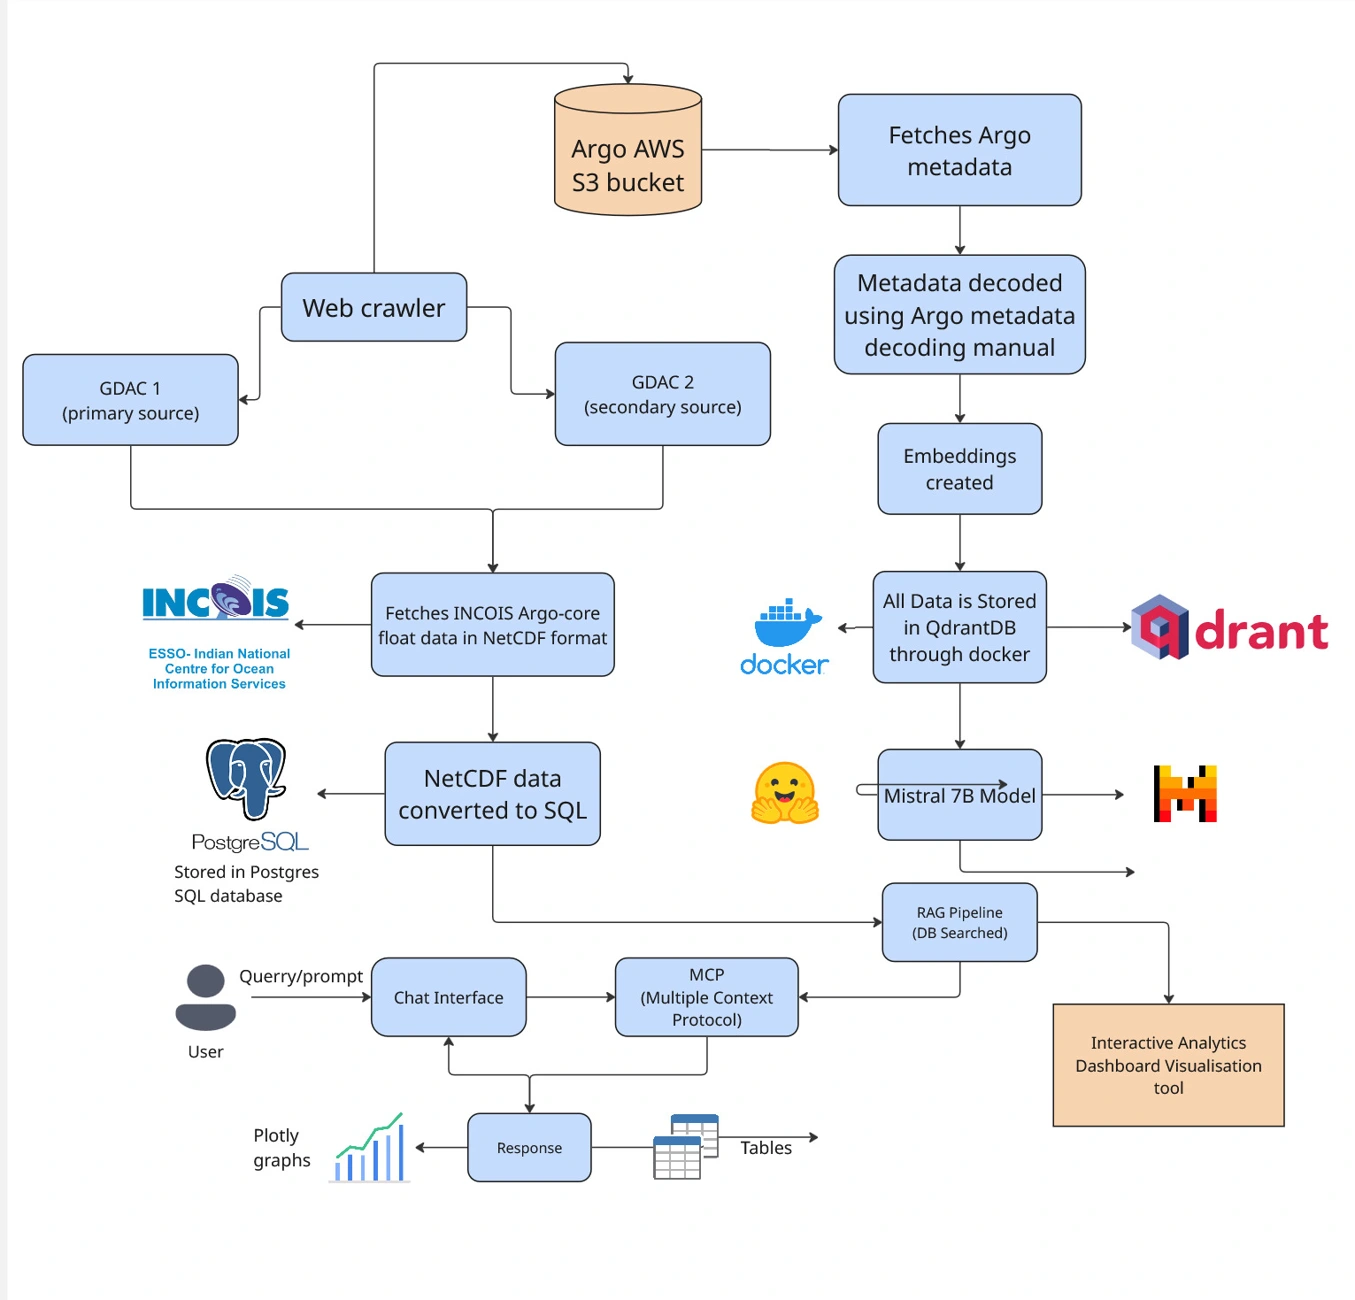 Argo AWS
S3 bucket
Fetches Argo
metadata
Web crawler
Metadata decoded
using Argo metadata
decoding manual
GDAC 1
(primary source)
GDAC 2
(secondary source)
Embeddings
created
INCOIS
ESSO- Indian National
Centre for Ocean
Information Services
Fetches INCOIS Argo-core
float data in NetCDF format
docker
All Data is Stored
in QdrantDB
through docker
qdrant
PostgreSQL
Stored in Postgres
SQL database
NetCDF data
converted to SQL
Mistral 7B Model
RAG Pipeline
(DB Searched)
User
Querry/prompt
Chat Interface
MCP
(Multiple Context
Protocol)
Interactive Analytics
Dashboard Visualisation
tool
Plotly
graphs
Response
Tables